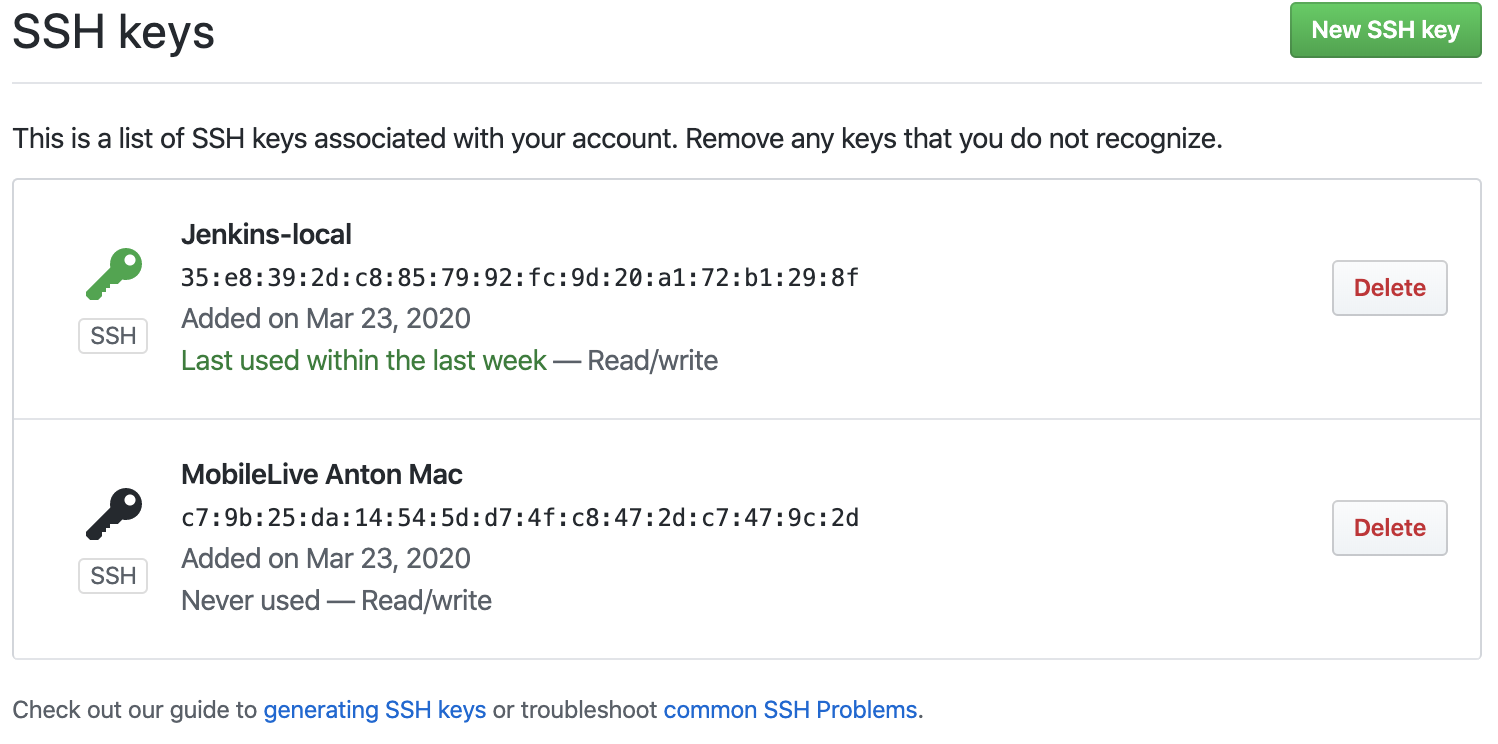 SSH keys
New SSH key
This is a list of SSH keys associated with your account. Remove any keys that you do not recognize.
Jenkins-local
35:e8:39:2d:c8:85:79:92:fc:9d:20:a1:72:b1:29:8f
Added on Mar 23, 2020
Last used within the last week — Read/write
SSH
Delete
MobileLive Anton Mac
c7:9b:25:da:14:54:5d:d7:4f:c8:47:2d:c7:47:9c:2d
Added on Mar 23, 2020
Never used — Read/write
SSH
Delete
Check out our guide to generating SSH keys or troubleshoot common SSH Problems.